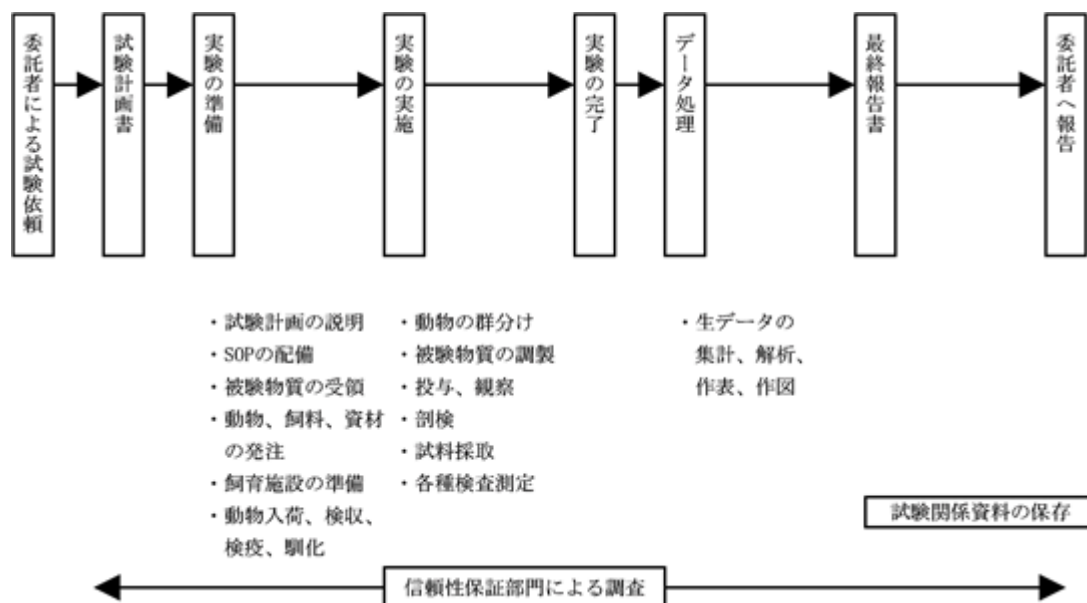 委託者による試験依頼
試験計画書
実験の準備
実験の実施
実験の完了
データ処理
最終報告書
委託者へ報告
・試験計画の説明
・SOPの配備
・被験物質の受領
・動物、飼料、資材
の発注
・飼育施設の準備
・動物入荷、検収、
検疫、馴化
・動物の群分け
・被験物質の調製
・投与、観察
・剖検
・試料採取
・各種検査測定
・生データの
集計、解析、
作表、作図
試験関係資料の保存
信頼性保証部門による調査